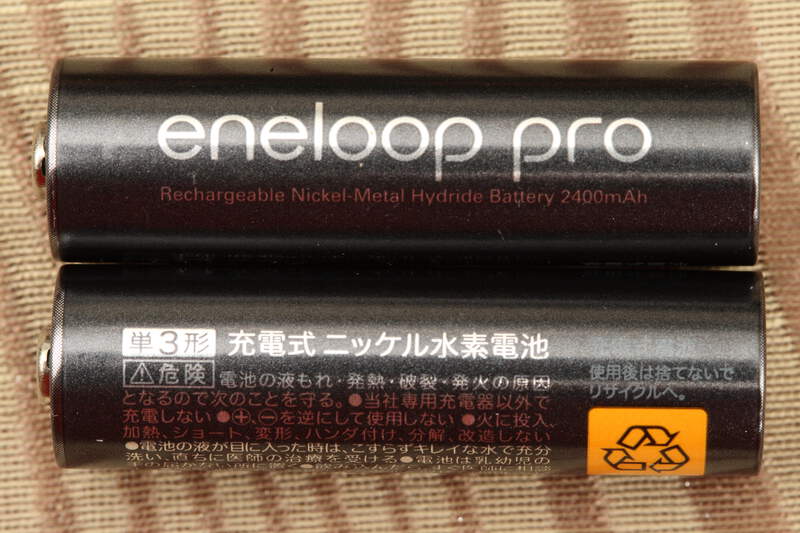 eneloop pro
Rechargeable Nickel-Metal Hydride Battery 2400mAh
単3形 充電式 ニッケル水素電池
危険 電池の液もれ・発熱・破裂・発火の原因
となるので次のことを守る。●当社専用充電器以外で
充電しない ●⊕、⊖を逆にして使用しない ●火に投入、
加熱、ショート、変形、ハンダ付け、分解、改造しない
●電池の液が目に入った時は、こすらずキレイな水で充分
洗い、直ちに医師の治療を受ける ●電池は乳幼児の
使用後は捨てないで
リサイクルへ。